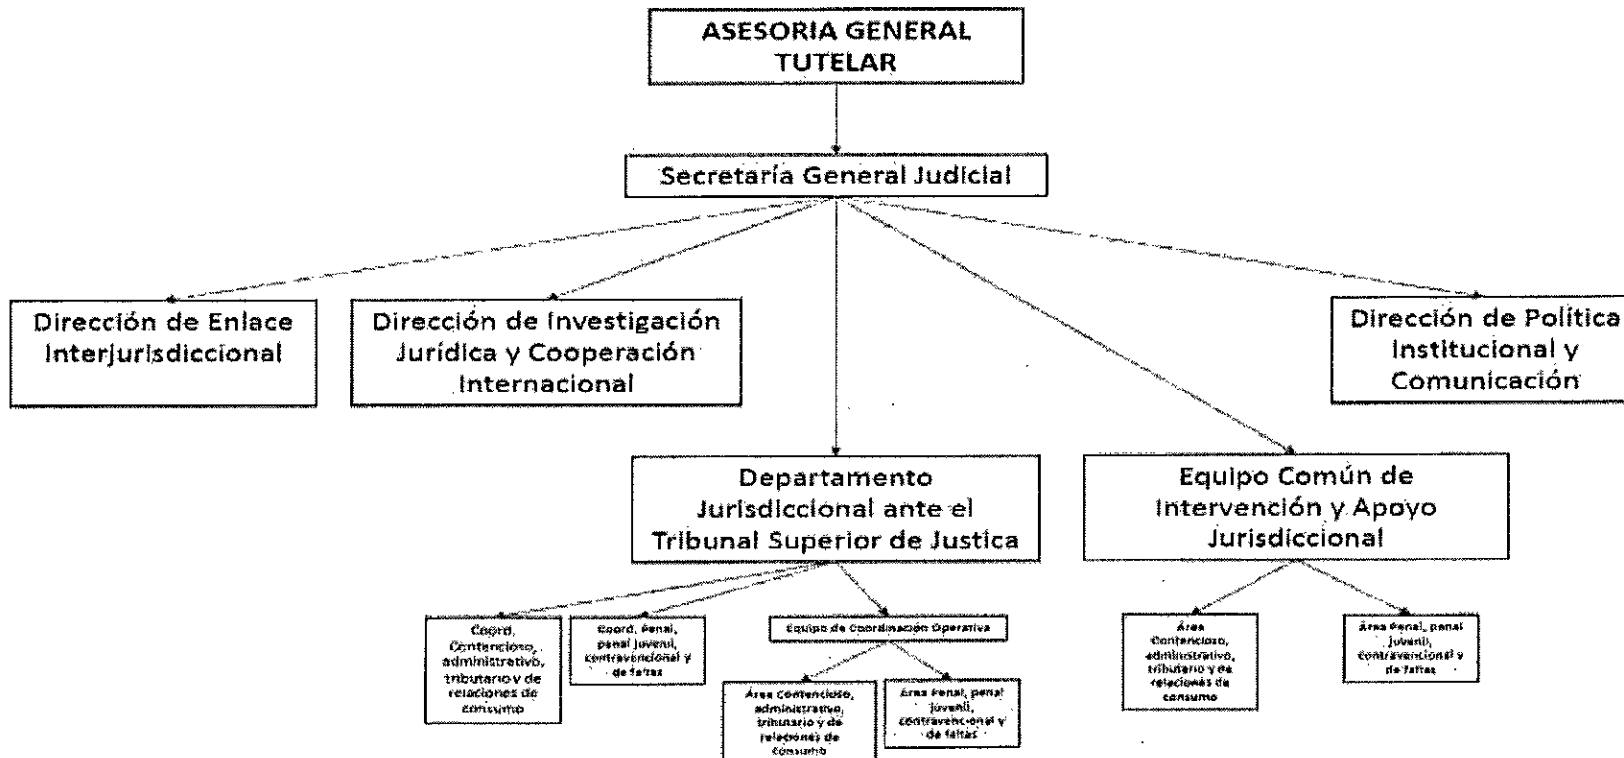 ASESORIA GENERAL
TUTELAR
Secretaría General Judicial
Dirección de Enlace
Interjurisdiccional
Dirección de Investigación
Jurídica y Cooperación
Internacional
Dirección de Política
Institucional y
Comunicación
Departamento
Jurisdiccional ante el
Tribunal Superior de Justica
Equipo Común de
Intervención y Apoyo
Jurisdiccional
Coord.
Contencioso,
administrativo,
tributario y de
relaciones de
consumo
Coord. Penal,
penal juvenil,
contravencional y
de faltas
Equipo de Coordinación Operativa
Área Contencioso,
administrativo,
tributario y de
relaciones de
consumo
Área Penal, penal
juvenil,
contravencional y
de faltas
Área
Contencioso,
administrativo,
tributario y de
relaciones de
consumo
Área Penal, penal
juvenil,
contravencional y
de faltas